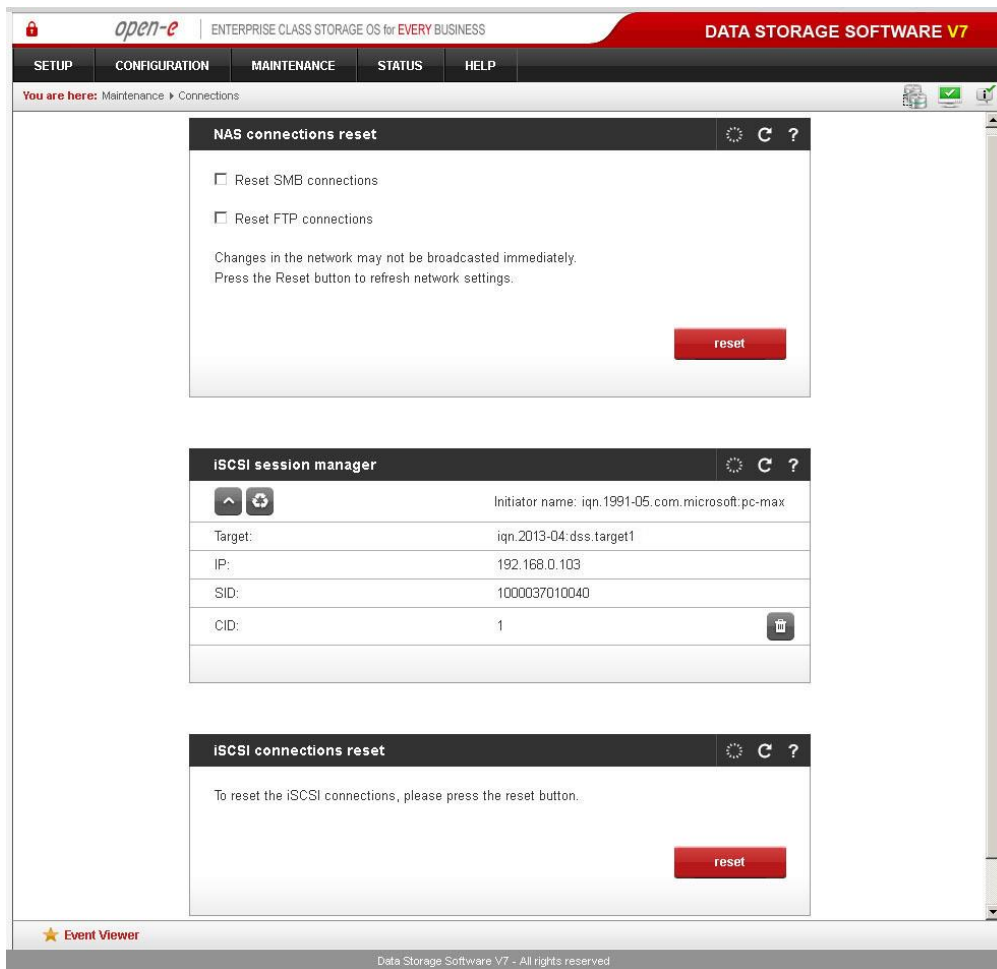 open-e ENTERPRISE CLASS STORAGE OS for EVERY BUSINESS DATA STORAGE SOFTWARE V7
SETUP CONFIGURATION MAINTENANCE STATUS HELP
You are here: Maintenance Connections
NAS connections reset ?
Reset SMB connections
Reset FTP connections
Changes in the network may not be broadcasted immediately.
Press the Reset button to refresh network settings.
reset
iSCSI session manager ?
Initiator name: iqn.1991-05.com.microsoft:pc-max
Target: iqn.2013-04:dss.target1
IP: 192.168.0.103
SID: 1000037010040
CID: 1
iSCSI connections reset ?
To reset the iSCSI connections, please press the reset button.
reset
Event Viewer
Data Storage Software V7 - All rights reserved